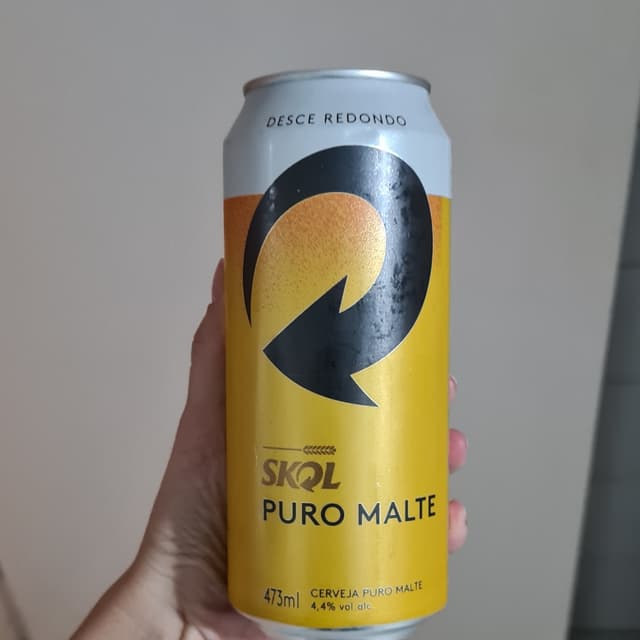 DESCE REDONDO
SKOL
PURO MALTE
473ml
CERVEJA PURO MALTE
4,4% vol alc.